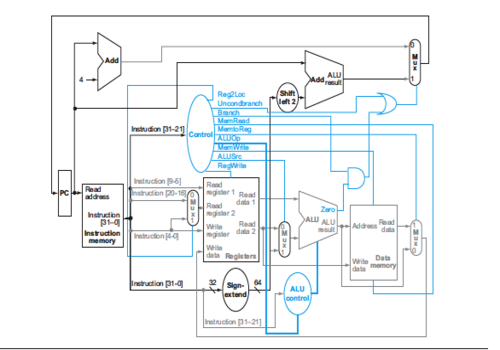 Add
4
Add
ALU
result
0
M
u
x
1
Shift
left 2
Reg2Loc
Uncondbranch
Branch
MemRead
MemtoReg
ALUOp
MemWrite
ALUSrc
RegWrite
Instruction [31–21]
Control
PC
Read
address
Instruction
[31–0]
Instruction
memory
Instruction [9–5]
Instruction [20–16]
Instruction [4–0]
0
M
u
x
1
Read
register 1
Read
register 2
Write
register
Write
data
Read
data 1
Read
data 2
Registers
0
M
u
x
1
Zero
ALU
ALU
result
Address
Read
data
Write
data
Data
memory
1
M
u
x
0
Instruction [31–0]
32
Sign-
extend
64
ALU
control
Instruction [31–21]